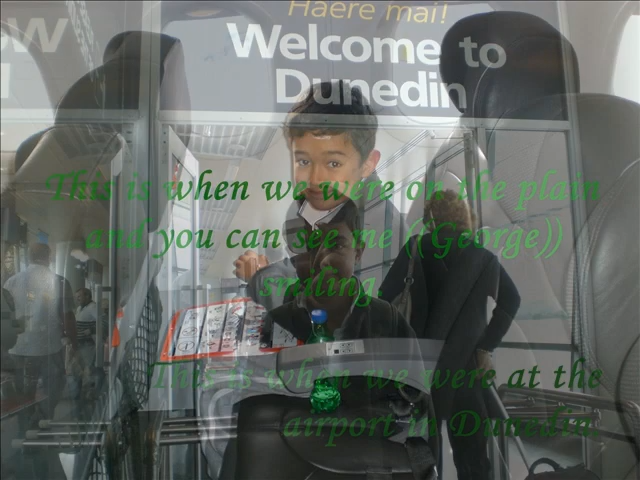 Haere mai!
Welcome to
Dunedin
This is when we were on the plain
and you can see me ((George))
smiling.
This is when we were at the
airport in Dunedin.